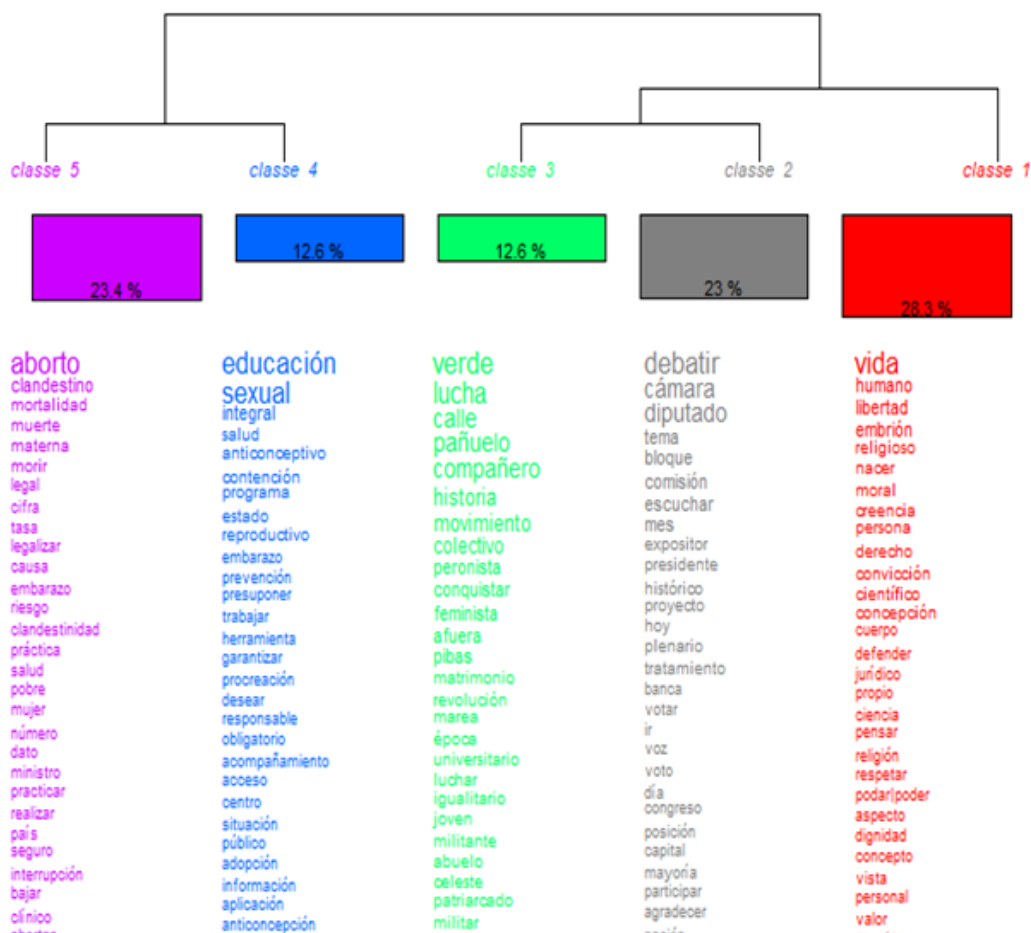 classe 5
classe 4
classe 3
classe 2
classe 1
23.4 %
12.6 %
12.6 %
23 %
28.3 %
aborto
clandestino
mortalidad
muerte
materna
morir
legal
cifra
tasa
legalizar
causa
embarazo
riesgo
clandestinidad
práctica
salud
pobre
mujer
número
dato
ministro
practicar
realizar
país
seguro
interrupción
bajar
clínico
educación
sexual
integral
salud
anticonceptivo
contención
programa
estado
reproductivo
embarazo
prevención
presuponer
trabajar
herramienta
garantizar
procreación
desear
responsable
obligatorio
acompañamiento
acceso
centro
situación
público
adopción
información
aplicación
anticoncepción
verde
lucha
calle
pañuelo
compañero
historia
movimiento
colectivo
peronista
conquistar
feminista
afuera
pibas
matrimonio
revolución
marea
época
universitario
luchar
igualitario
joven
militante
abuelo
celeste
patriarcado
militar
debatir
cámara
diputado
tema
bloque
comisión
escuchar
mes
expositor
presidente
histórico
proyecto
hoy
plenario
tratamiento
banca
votar
ir
voz
voto
día
congreso
posición
capital
mayoría
participar
agradecer
vida
humano
libertad
embrión
religioso
nacer
moral
creencia
persona
derecho
convicción
científico
concepción
cuerpo
defender
jurídico
propio
ciencia
pensar
religión
respetar
podar|poder
aspecto
dignidad
concepto
vista
personal
valor